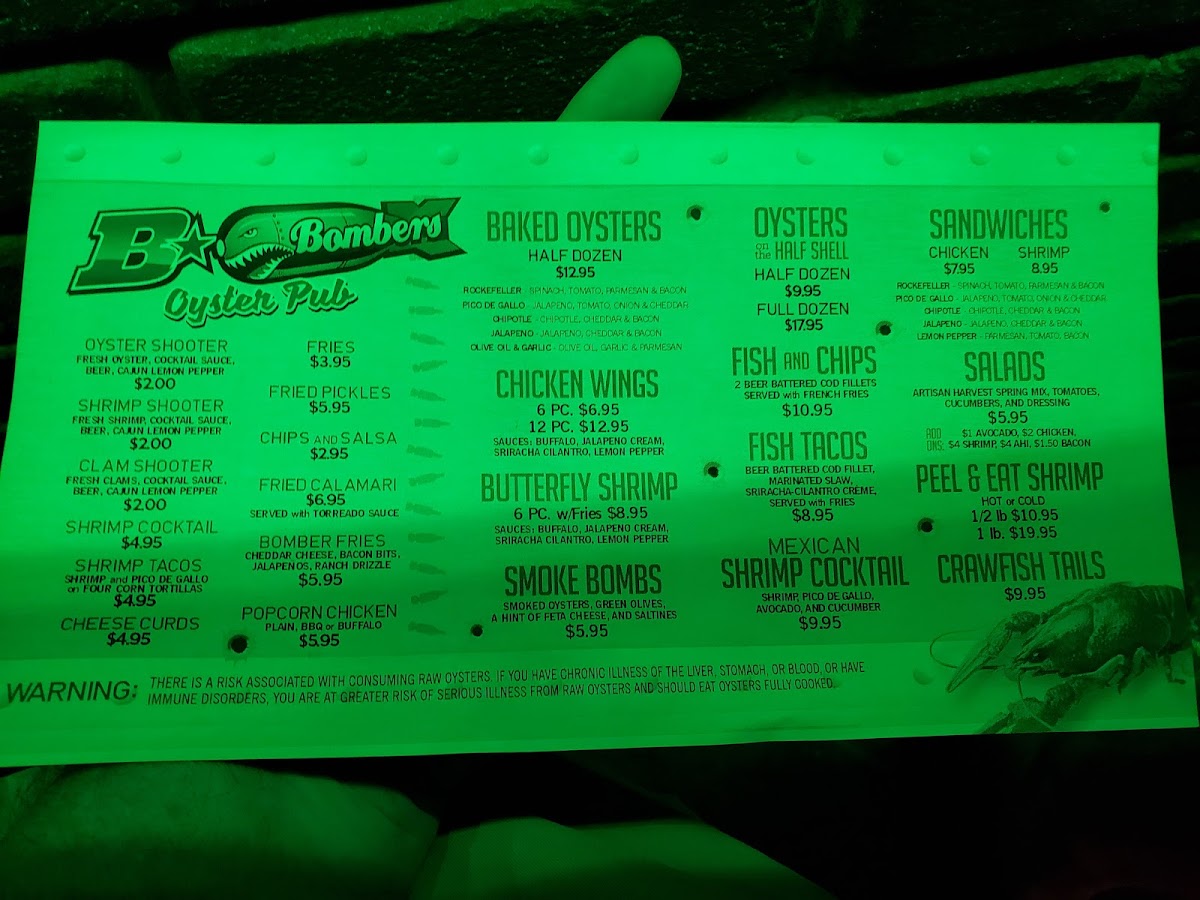 B★Bombers
Oyster Pub
OYSTER SHOOTER
FRESH OYSTER, COCKTAIL SAUCE,
BEER, CAJUN LEMON PEPPER
$2.00
SHRIMP SHOOTER
FRESH SHRIMP, COCKTAIL SAUCE,
BEER, CAJUN LEMON PEPPER
$2.00
CLAM SHOOTER
FRESH CLAMS, COCKTAIL SAUCE,
BEER, CAJUN LEMON PEPPER
$2.00
SHRIMP COCKTAIL
$4.95
SHRIMP TACOS
SHRIMP and PICO DE GALLO
on FOUR CORN TORTILLAS
$4.95
CHEESE CURDS
$4.95
FRIES
$3.95
FRIED PICKLES
$5.95
CHIPS AND SALSA
$2.95
FRIED CALAMARI
$6.95
SERVED with TORREADO SAUCE
BOMBER FRIES
CHEDDAR CHEESE, BACON BITS,
JALAPENOS, RANCH DRIZZLE
$5.95
POPCORN CHICKEN
PLAIN, BBQ or BUFFALO
$5.95
BAKED OYSTERS
HALF DOZEN
$12.95
ROCKEFELLER - SPINACH, TOMATO, PARMESAN & BACON
PICO DE GALLO - JALAPENO, TOMATO, ONION & CHEDDAR
CHIPOTLE - CHIPOTLE, CHEDDAR & BACON
JALAPENO - JALAPENO, CHEDDAR & BACON
OLIVE OIL & GARLIC - OLIVE OIL, GARLIC & PARMESAN
CHICKEN WINGS
6 PC. $6.95
12 PC. $12.95
SAUCES: BUFFALO, JALAPENO CREAM,
SRIRACHA CILANTRO, LEMON PEPPER
BUTTERFLY SHRIMP
6 PC. w/Fries $8.95
SAUCES: BUFFALO, JALAPENO CREAM,
SRIRACHA CILANTRO, LEMON PEPPER
SMOKE BOMBS
SMOKED OYSTERS, GREEN OLIVES,
A HINT OF FETA CHEESE, AND SALTINES
$5.95
OYSTERS
on the HALF SHELL
HALF DOZEN
$9.95
FULL DOZEN
$17.95
FISH AND CHIPS
2 BEER BATTERED COD FILLETS
SERVED with FRENCH FRIES
$10.95
FISH TACOS
BEER BATTERED COD FILLET,
MARINATED SLAW,
SRIRACHA-CILANTRO CRÈME,
SERVED with FRIES
$8.95
MEXICAN
SHRIMP COCKTAIL
SHRIMP, PICO DE GALLO,
AVOCADO, AND CUCUMBER
$9.95
SANDWICHES
CHICKEN SHRIMP
$7.95 8.95
ROCKEFELLER - SPINACH, TOMATO, PARMESAN & BACON
PICO DE GALLO - JALAPENO, TOMATO, ONION & CHEDDAR
CHIPOTLE - CHIPOTLE, CHEDDAR & BACON
JALAPENO - JALAPENO, CHEDDAR & BACON
LEMON PEPPER - PARMESAN, TOMATO, BACON
SALADS
ARTISAN HARVEST SPRING MIX, TOMATOES,
CUCUMBERS, AND DRESSING
$5.95
ADD ONS: $1 AVOCADO, $2 CHICKEN,
$4 SHRIMP, $4 AHI, $1.50 BACON
PEEL & EAT SHRIMP
HOT or COLD
1/2 lb $10.95
1 lb. $19.95
CRAWFISH TAILS
$9.95
WARNING: THERE IS A RISK ASSOCIATED WITH CONSUMING RAW OYSTERS. IF YOU HAVE CHRONIC ILLNESS OF THE LIVER, STOMACH, OR BLOOD, OR HAVE
IMMUNE DISORDERS, YOU ARE AT GREATER RISK OF SERIOUS ILLNESS FROM RAW OYSTERS AND SHOULD EAT OYSTERS FULLY COOKED.